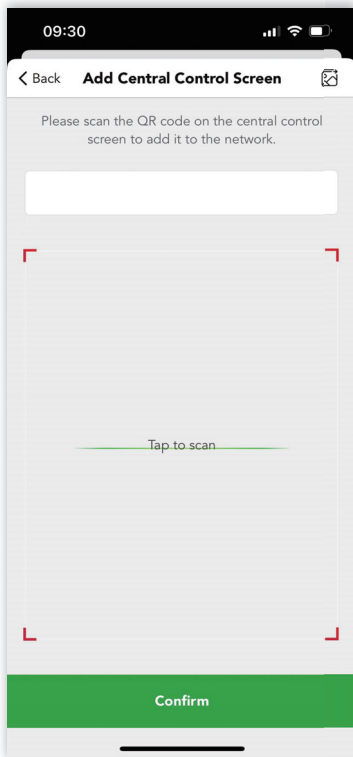 09:30
Back Add Central Control Screen
Please scan the QR code on the central control
screen to add it to the network.
Tap to scan
Confirm